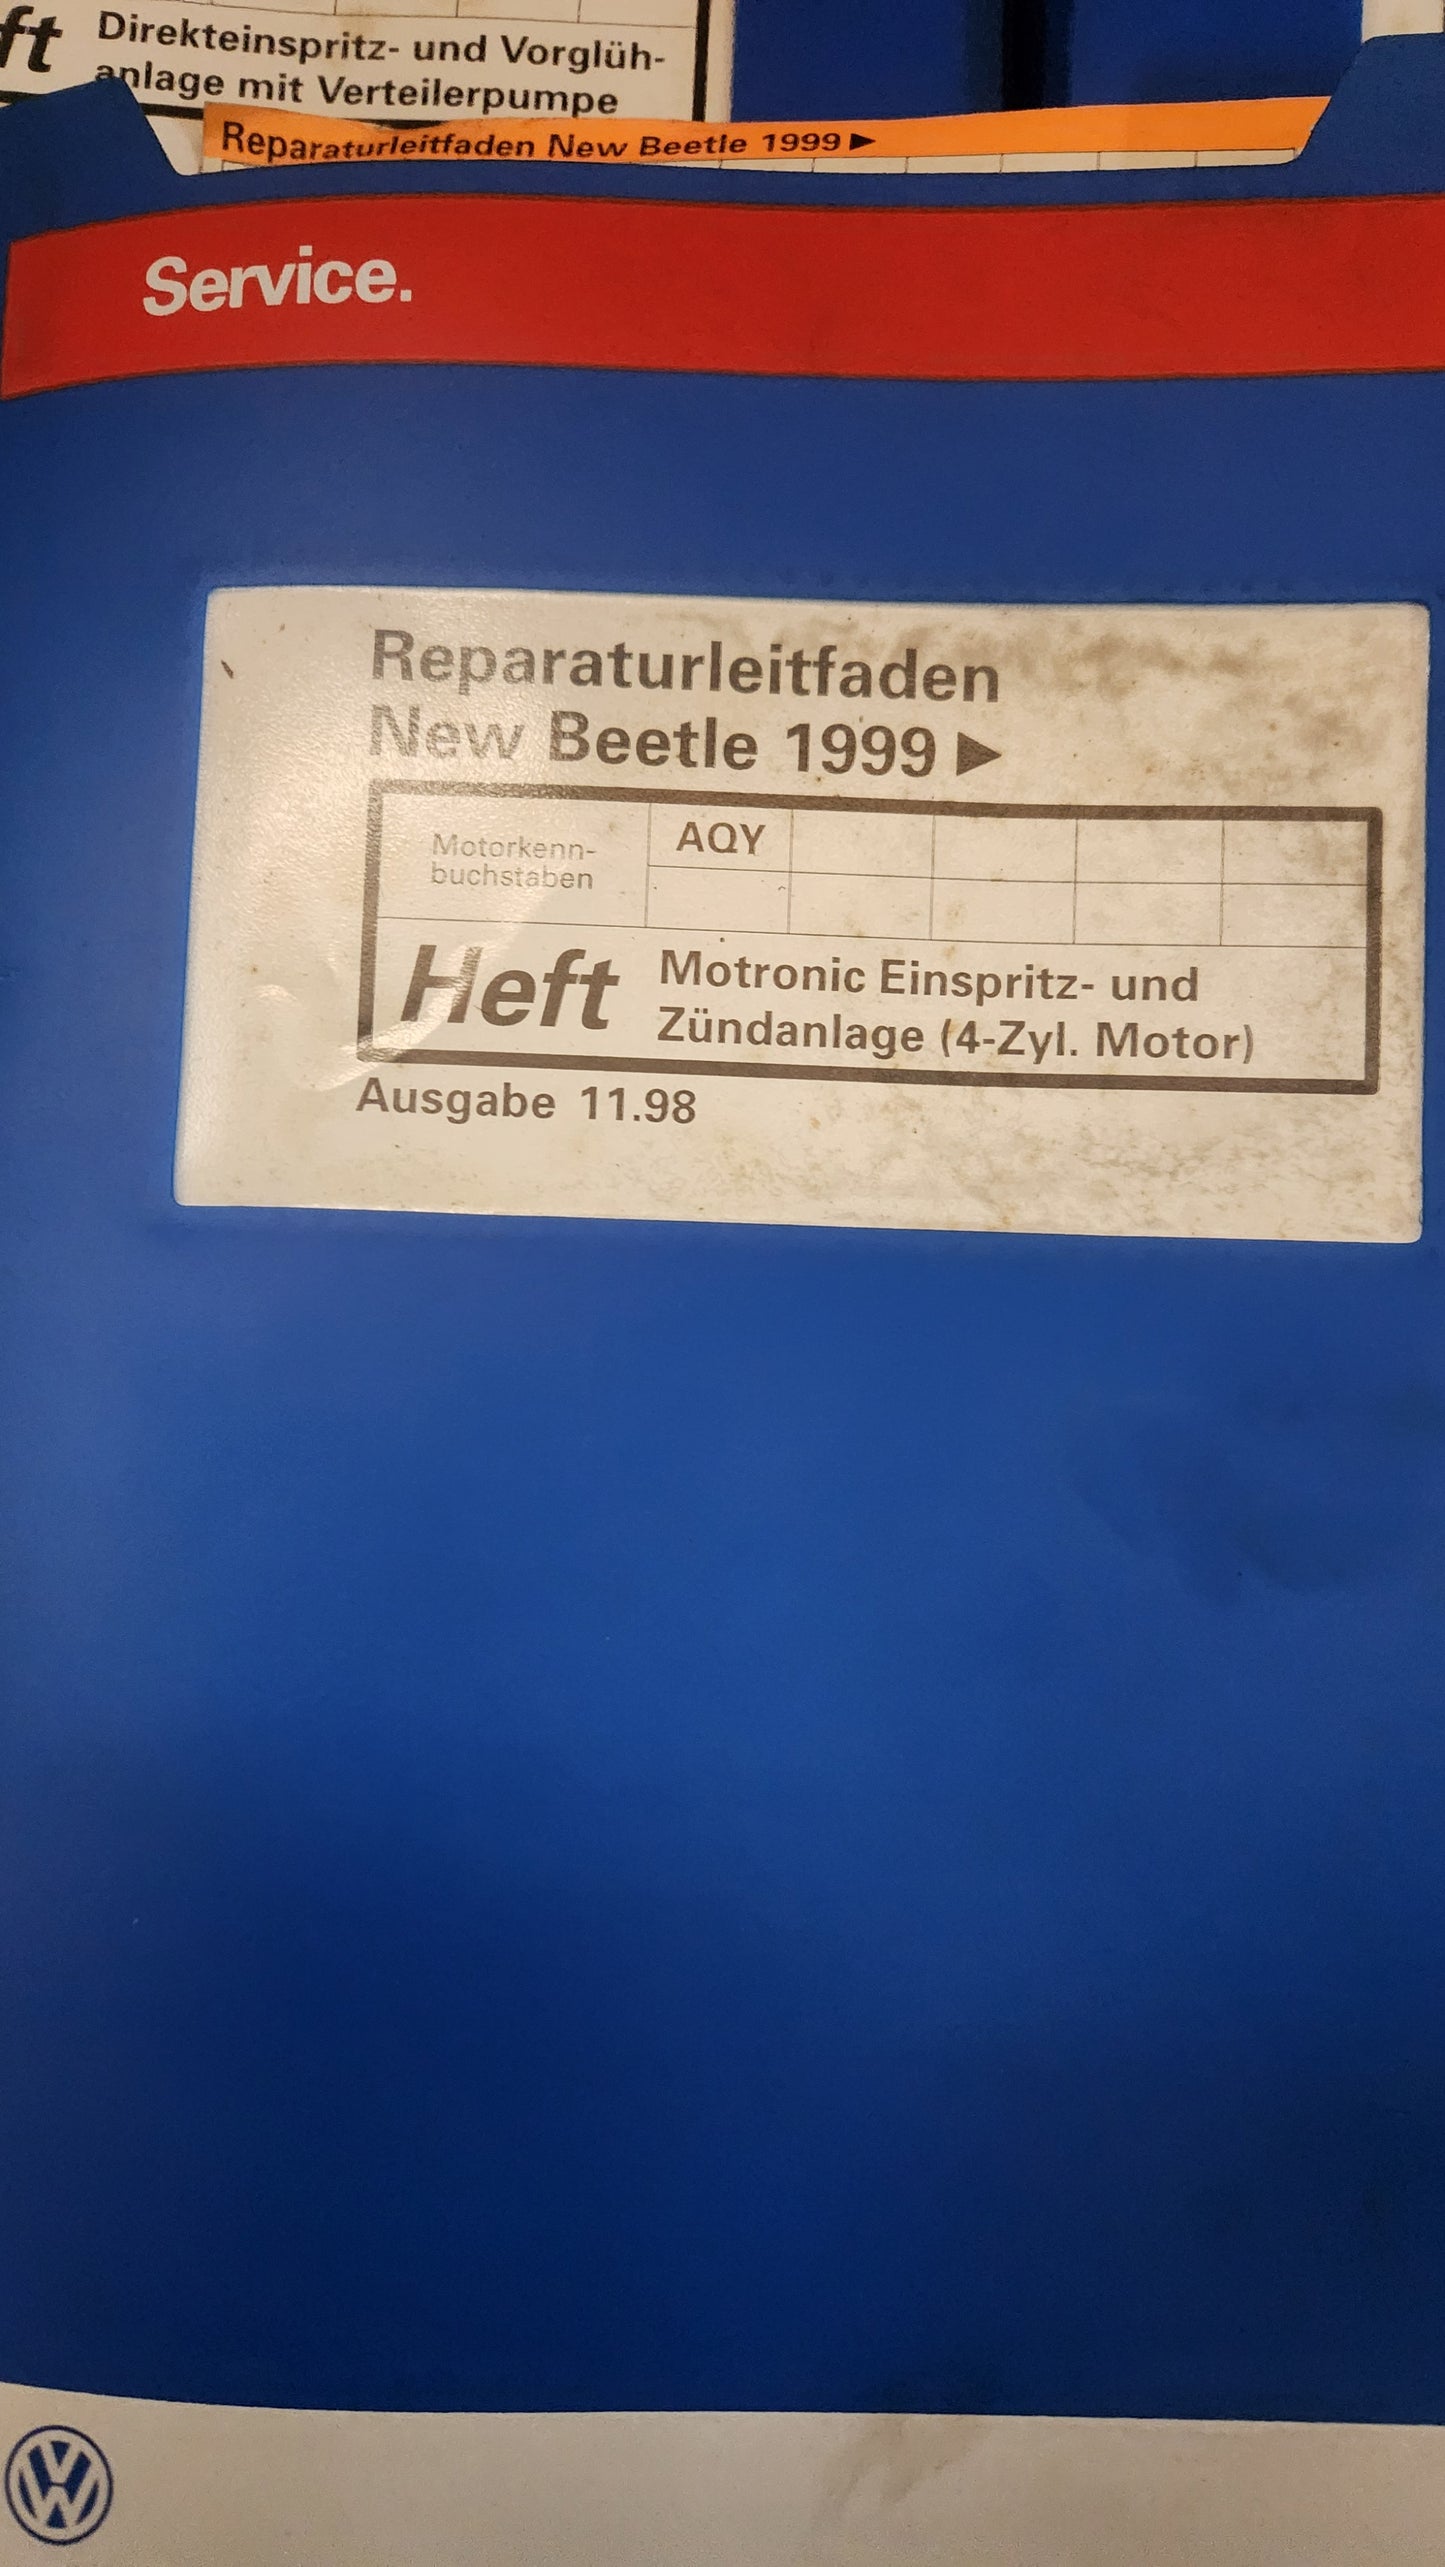 ft Direkteinspritz- und Vorglüh-
anlage mit Verteilerpumpe
Reparaturleitfaden New Beetle 1999 ►
Service.
Reparaturleitfaden
New Beetle 1999 ►
Motorkenn-
buchstaben
AQY
Heft
Motronic Einspritz- und
Zündanlage (4-Zyl. Motor)
Ausgabe 11.98
VW